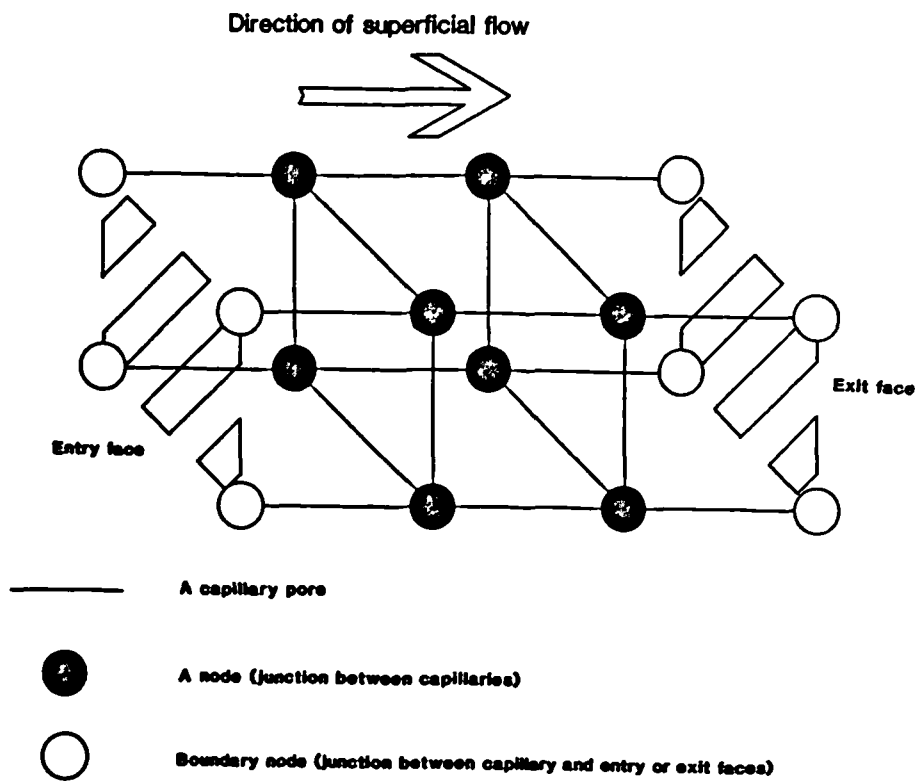 Direction of superficial flow
Exit face
Entry face
A capillary pore
A node (junction between capillaries)
Boundary node (junction between capillary and entry or exit faces)